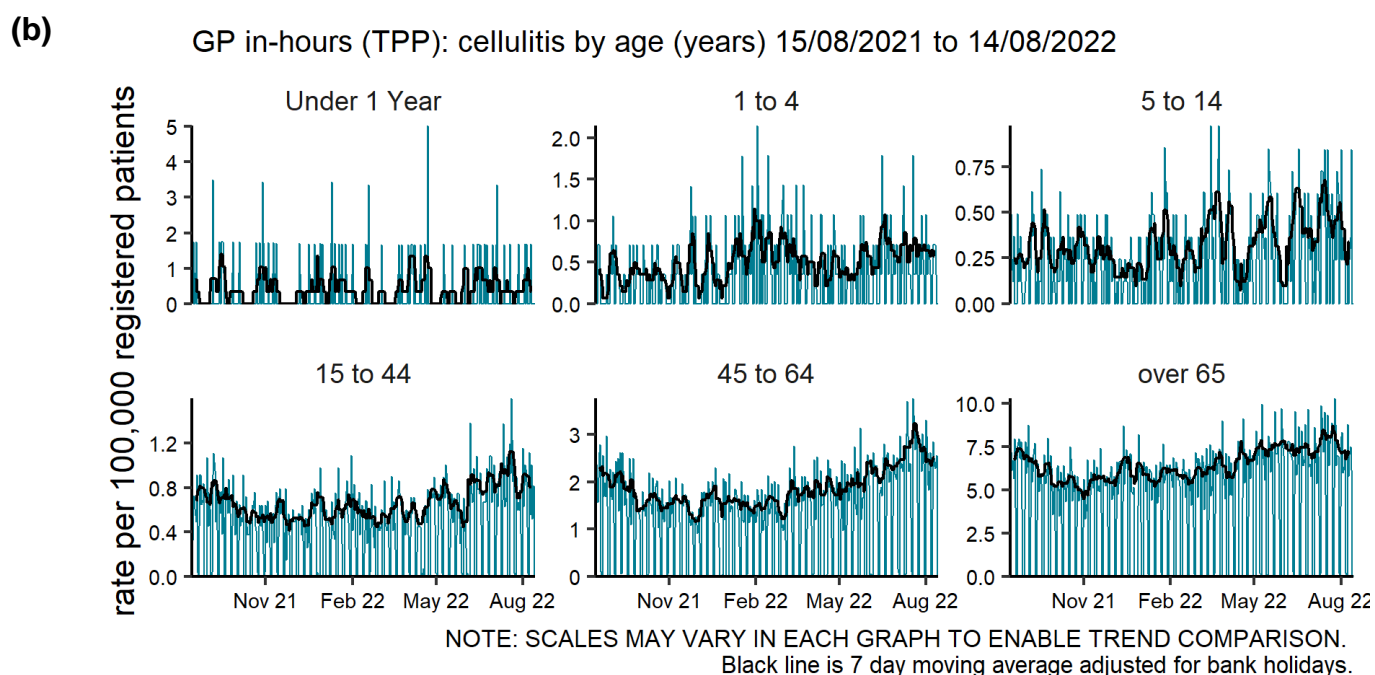 (b)
GP in-hours (TPP): cellulitis by age (years) 15/08/2021 to 14/08/2022
rate per 100,000 registered patients
Under 1 Year
5
4
3
2
1
0
1 to 4
2.0
1.5
1.0
0.5
0.0
5 to 14
0.75
0.50
0.25
0.00
15 to 44
1.2
0.8
0.4
0.0
Nov 21 Feb 22 May 22 Aug 22
45 to 64
3
2
1
0
Nov 21 Feb 22 May 22 Aug 22
over 65
10.0
7.5
5.0
2.5
0.0
Nov 21 Feb 22 May 22 Aug 22
NOTE: SCALES MAY VARY IN EACH GRAPH TO ENABLE TREND COMPARISON.
Black line is 7 day moving average adjusted for bank holidays.